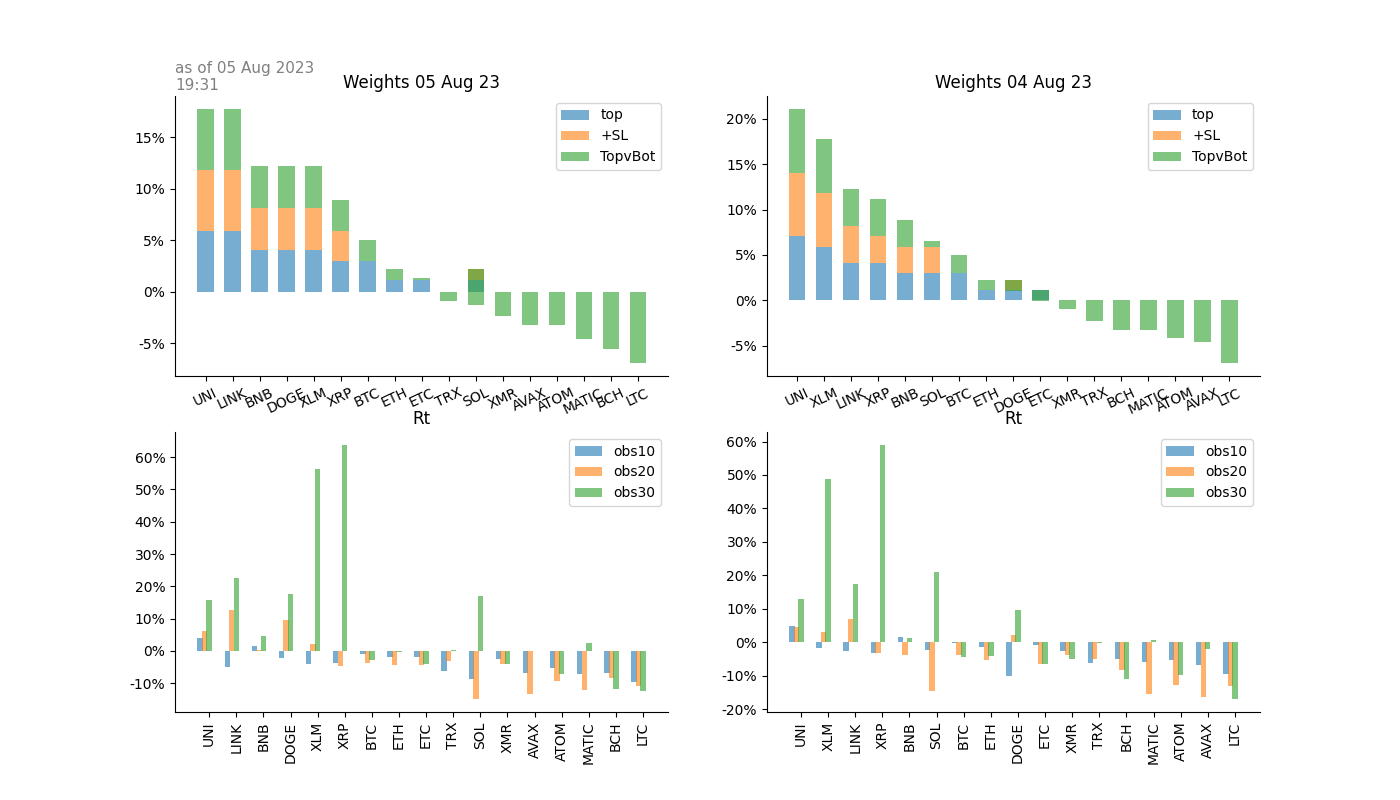 as of 05 Aug 2023
19:31
Weights 05 Aug 23
15%
10%
5%
0%
-5%
top
+SL
TopvBot
UNI LINK BNB DOGE XLM XRP BTC ETH ETC TRX SOL XMR AVAX ATOM MATIC BCH LTC
Weights 04 Aug 23
20%
15%
10%
5%
0%
-5%
top
+SL
TopvBot
UNI XLM LINK XRP BNB SOL BTC ETH DOGE ETC XMR TRX BCH MATIC ATOM AVAX LTC
Rt
60%
50%
40%
30%
20%
10%
0%
-10%
obs10
obs20
obs30
UNI LINK BNB DOGE XLM XRP BTC ETH ETC TRX SOL XMR AVAX ATOM MATIC BCH LTC
Rt
60%
50%
40%
30%
20%
10%
0%
-10%
-20%
obs10
obs20
obs30
UNI XLM LINK XRP BNB SOL BTC ETH DOGE ETC XMR TRX BCH MATIC ATOM AVAX LTC